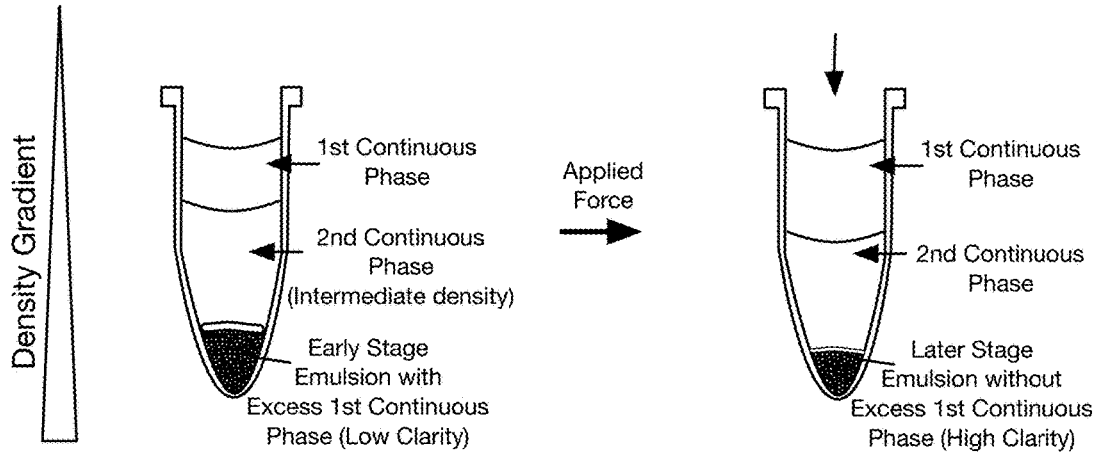 Density Gradient
1st Continuous
Phase
2nd Continuous
Phase
(Intermediate density)
Early Stage
Emulsion with
Excess 1st Continuous
Phase (Low Clarity)
Applied
Force
1st Continuous
Phase
2nd Continuous
Phase
Later Stage
Emulsion without
Excess 1st Continuous
Phase (High Clarity)